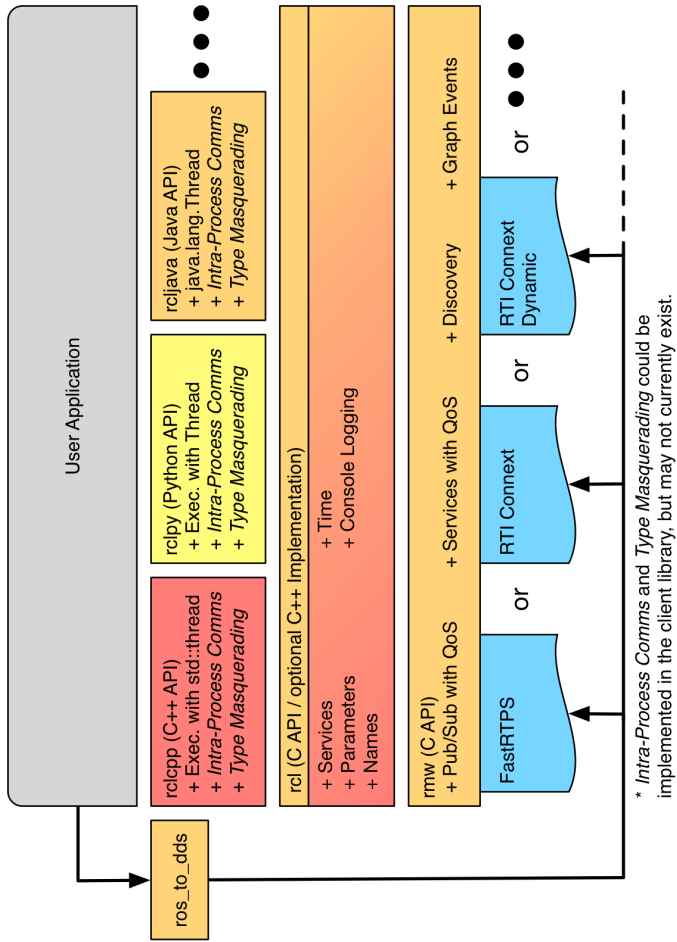 User Application
ros_to_dds
rclcpp (C++ API)
+ Exec. with std::thread
+ Intra-Process Comms
+ Type Masquerading
rclpy (Python API)
+ Exec. with Thread
+ Intra-Process Comms
+ Type Masquerading
rcljava (Java API)
+ java.lang.Thread
+ Intra-Process Comms
+ Type Masquerading
rcl (C API / optional C++ Implementation)
+ Services
+ Parameters
+ Names
+ Time
+ Console Logging
rmw (C API)
+ Pub/Sub with QoS
+ Services with QoS
+ Discovery
+ Graph Events
FastRTPS
or
RTI Connext
or
RTI Connext
Dynamic
or
* Intra-Process Comms and Type Masquerading could be
implemented in the client library, but may not currently exist.